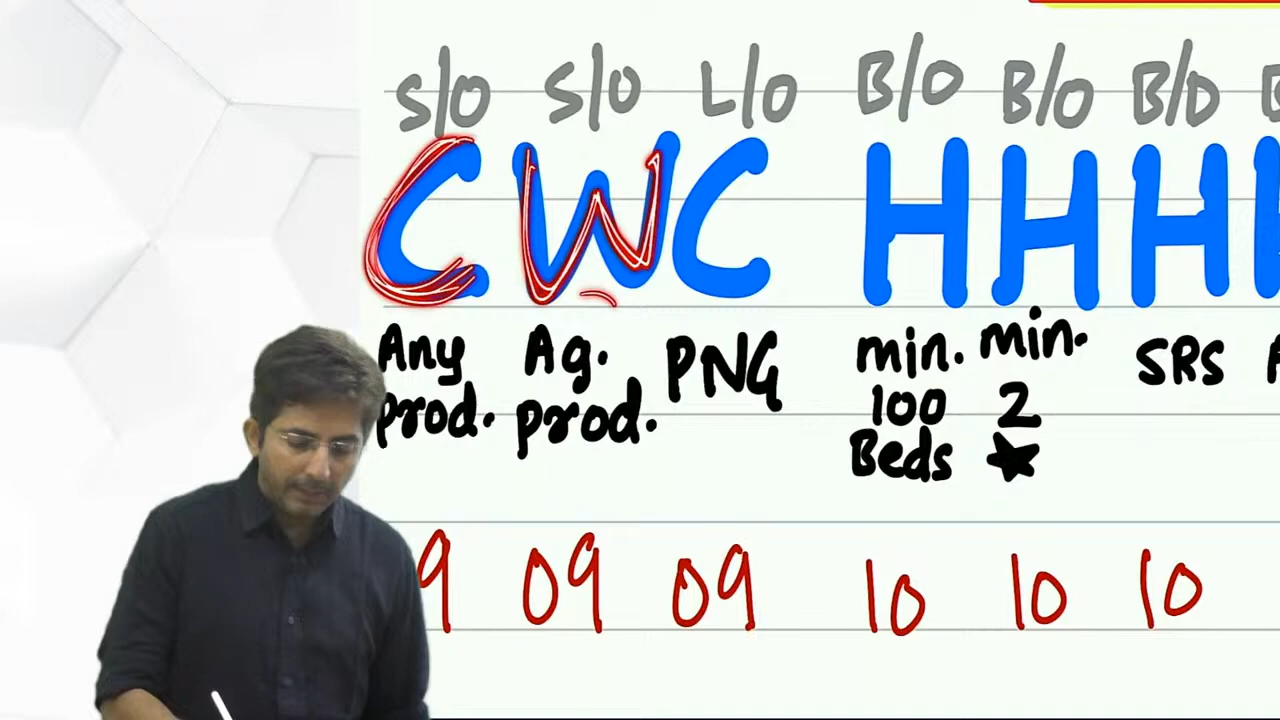 S/O S/O L/O B/O B/O B/O
C W C H H H
Any Ag. PNG min. min. SRS
prod. prod. 100 2
Beds ★
9 09 09 10 10 10